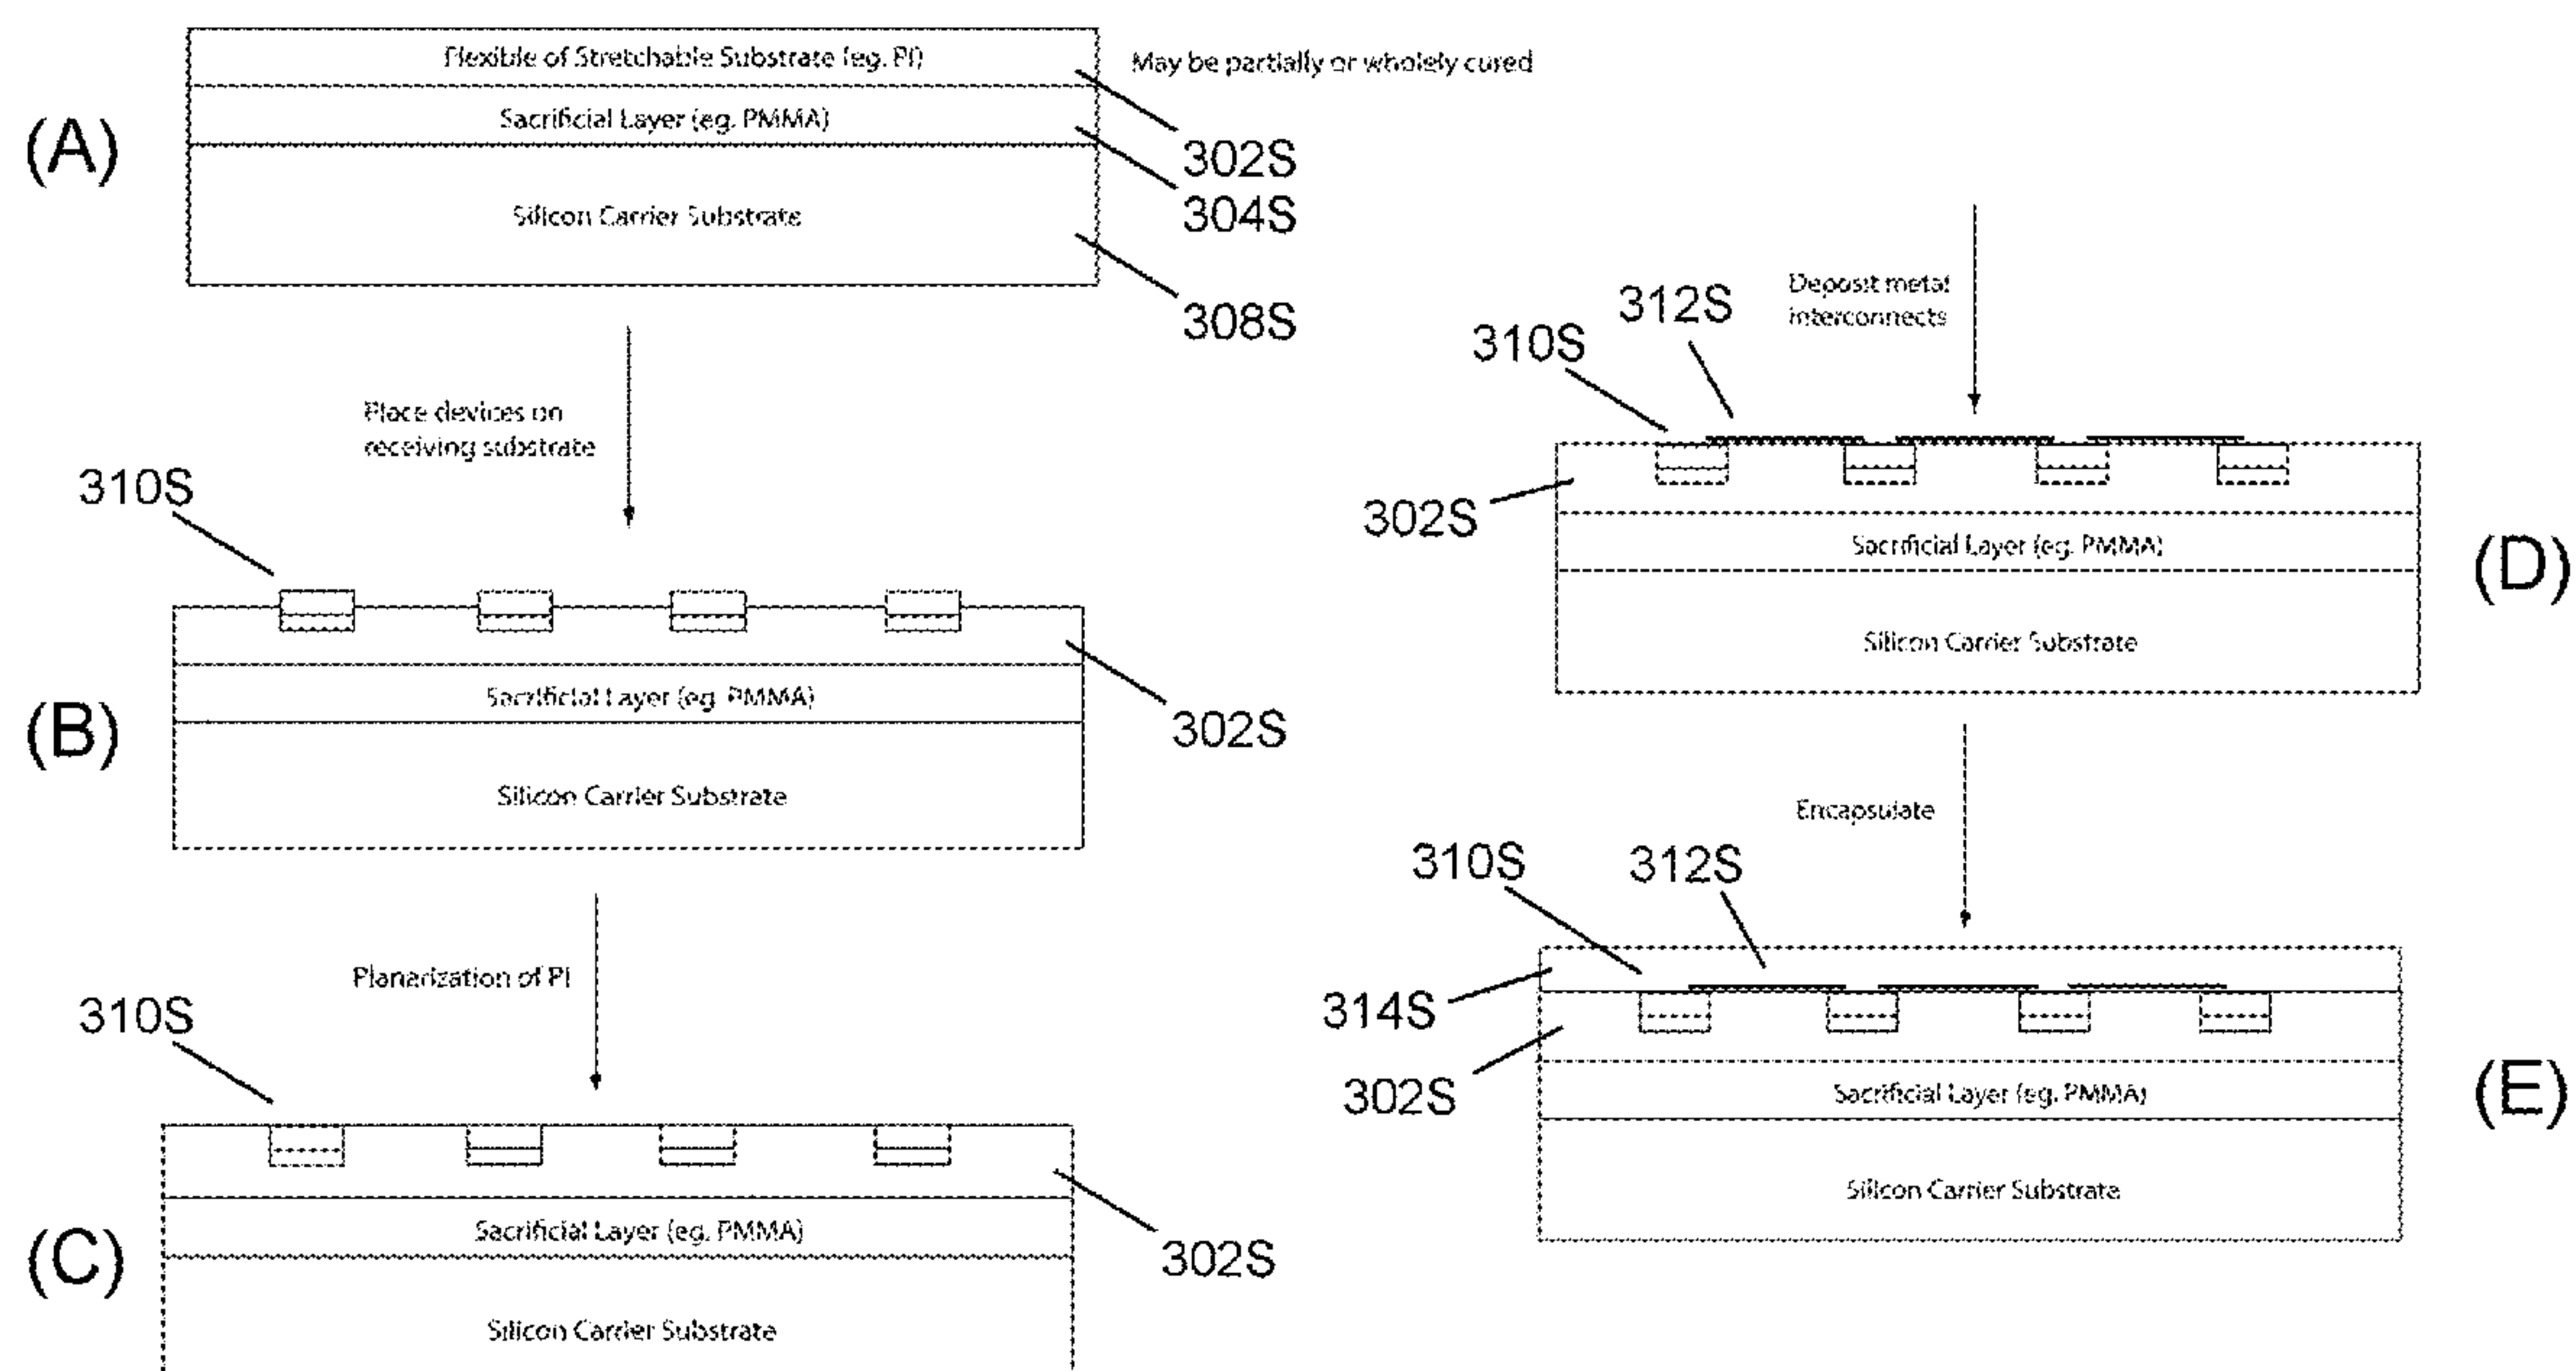 (A)
Flexible of Stretchable Substrate (eg. PI)
May be partially or wholely cured
Sacrificial Layer (eg. PMMA)
302S
304S
Silicon Carrier Substrate
308S
Place devices on
receiving substrate
310S
(B)
302S
Sacrificial Layer (eg. PMMA)
Silicon Carrier Substrate
Planarization of PI
310S
(C)
302S
Sacrificial Layer (eg. PMMA)
Silicon Carrier Substrate
Deposit metal
interconnects
312S
310S
302S
Sacrificial Layer (eg. PMMA)
(D)
Silicon Carrier Substrate
Encapsulate
310S
312S
314S
302S
Sacrificial Layer (eg. PMMA)
(E)
Silicon Carrier Substrate